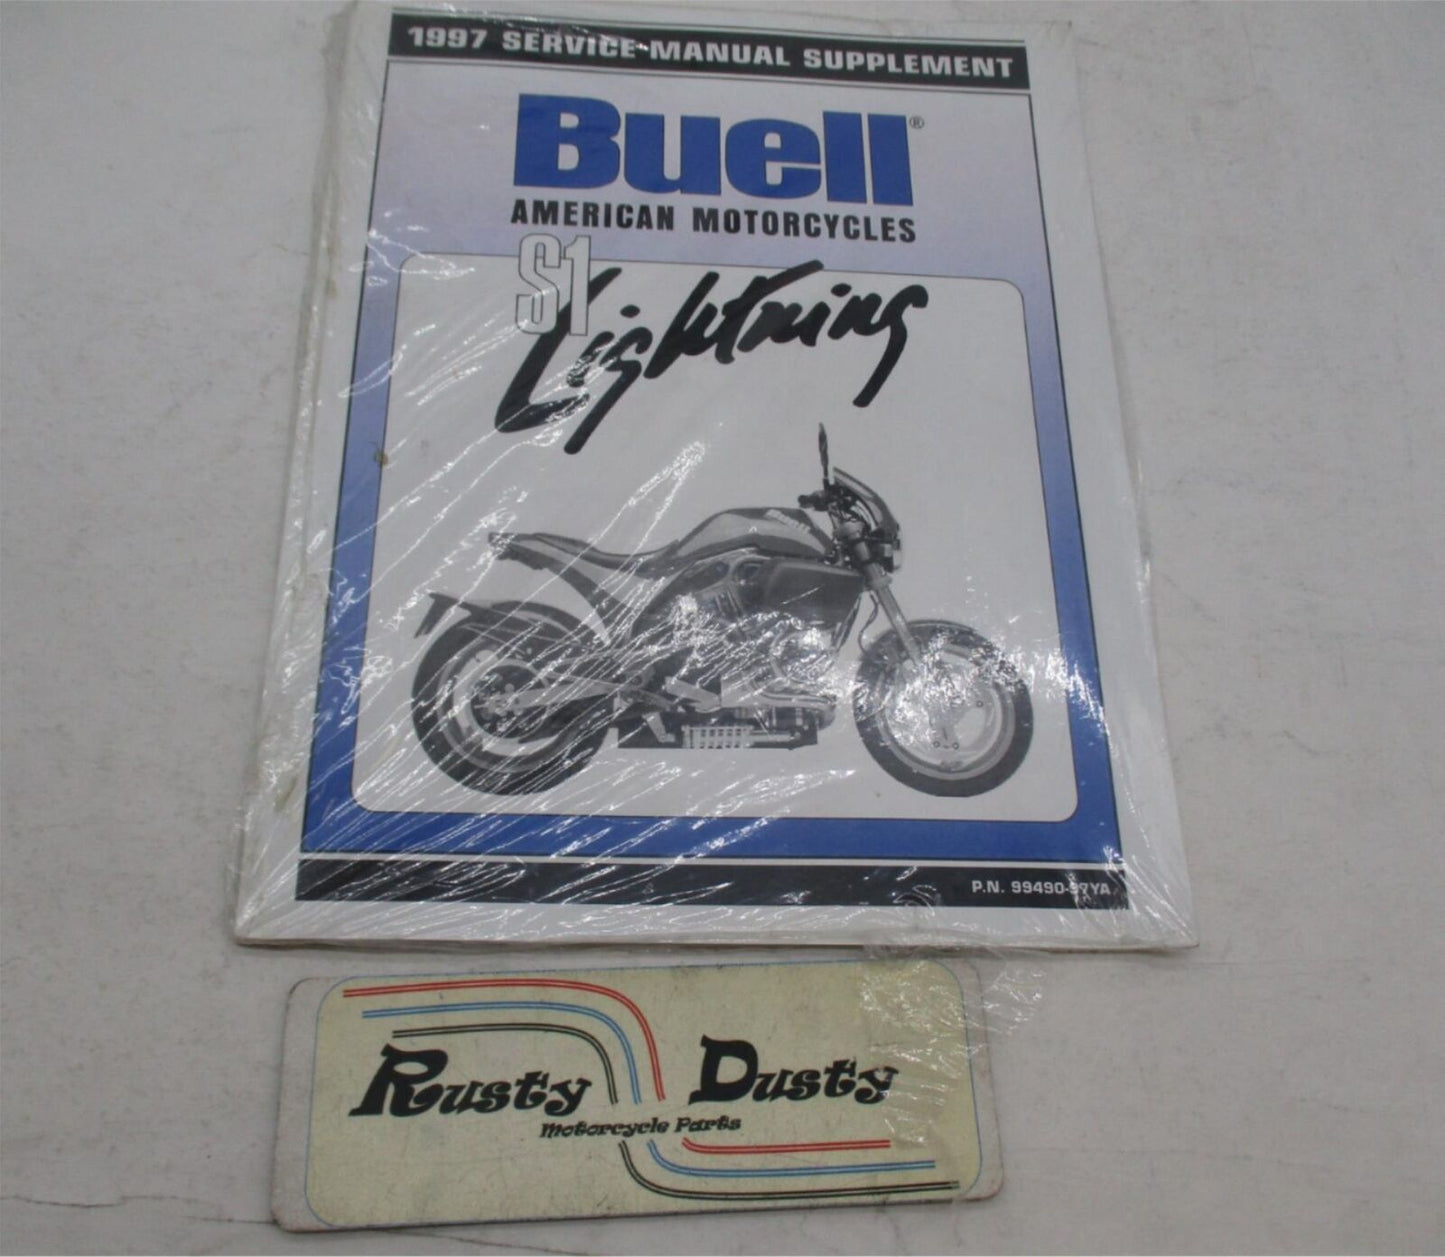 1997 SERVICE MANUAL SUPPLEMENT
Buell®
AMERICAN MOTORCYCLES
S1
Lightning
P.N. 99490-97YA
Rusty Dusty
Motorcycle Parts